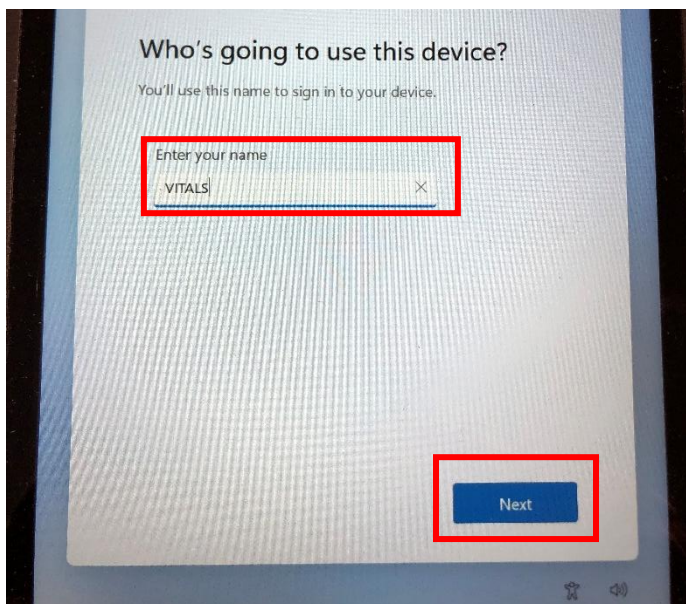 Who's going to use this device?
You'll use this name to sign in to your device.
Enter your name
VITALS
Next